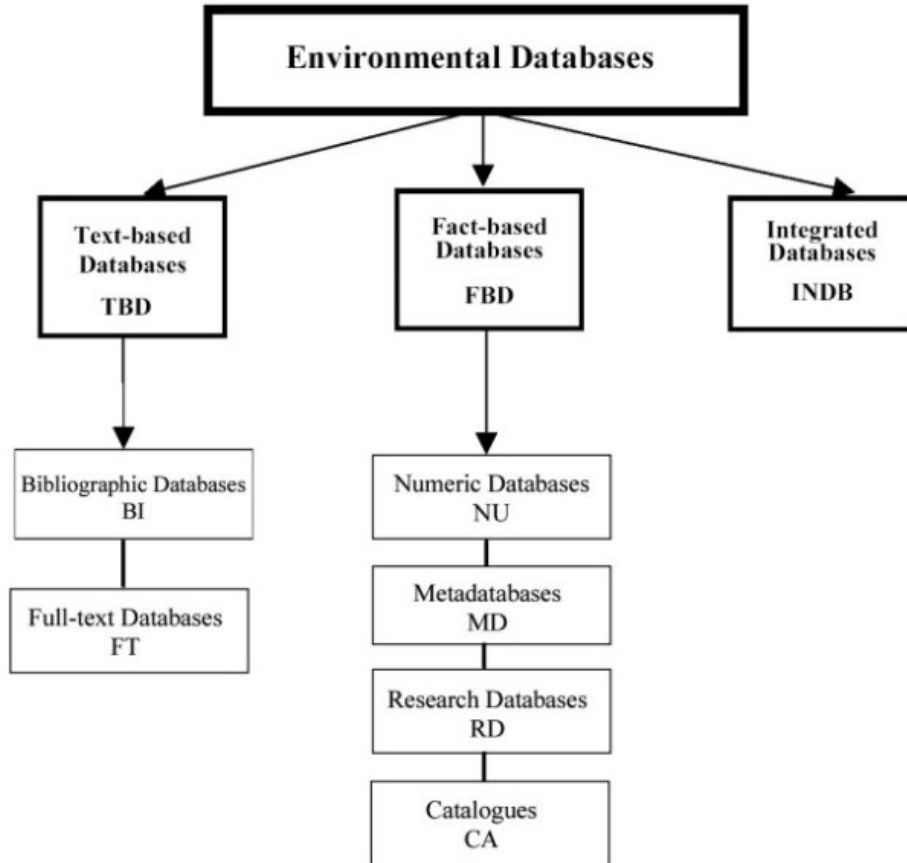 Environmental Databases
Text-based
Databases
TBD
Fact-based
Databases
FBD
Integrated
Databases
INDB
Bibliographic Databases
BI
Full-text Databases
FT
Numeric Databases
NU
Metadatabases
MD
Research Databases
RD
Catalogues
CA